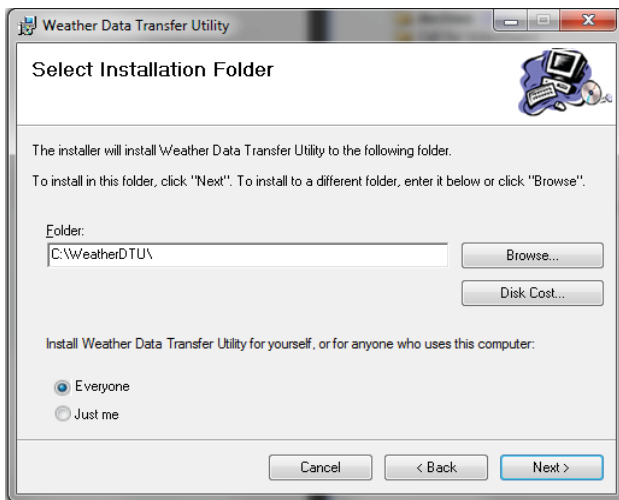 Weather Data Transfer Utility
Select Installation Folder
The installer will install Weather Data Transfer Utility to the following folder.
To install in this folder, click "Next". To install to a different folder, enter it below or click "Browse".
Folder:
C:\WeatherDTU\
Browse...
Disk Cost...
Install Weather Data Transfer Utility for yourself, or for anyone who uses this computer:
Everyone
Just me
Cancel
< Back
Next >